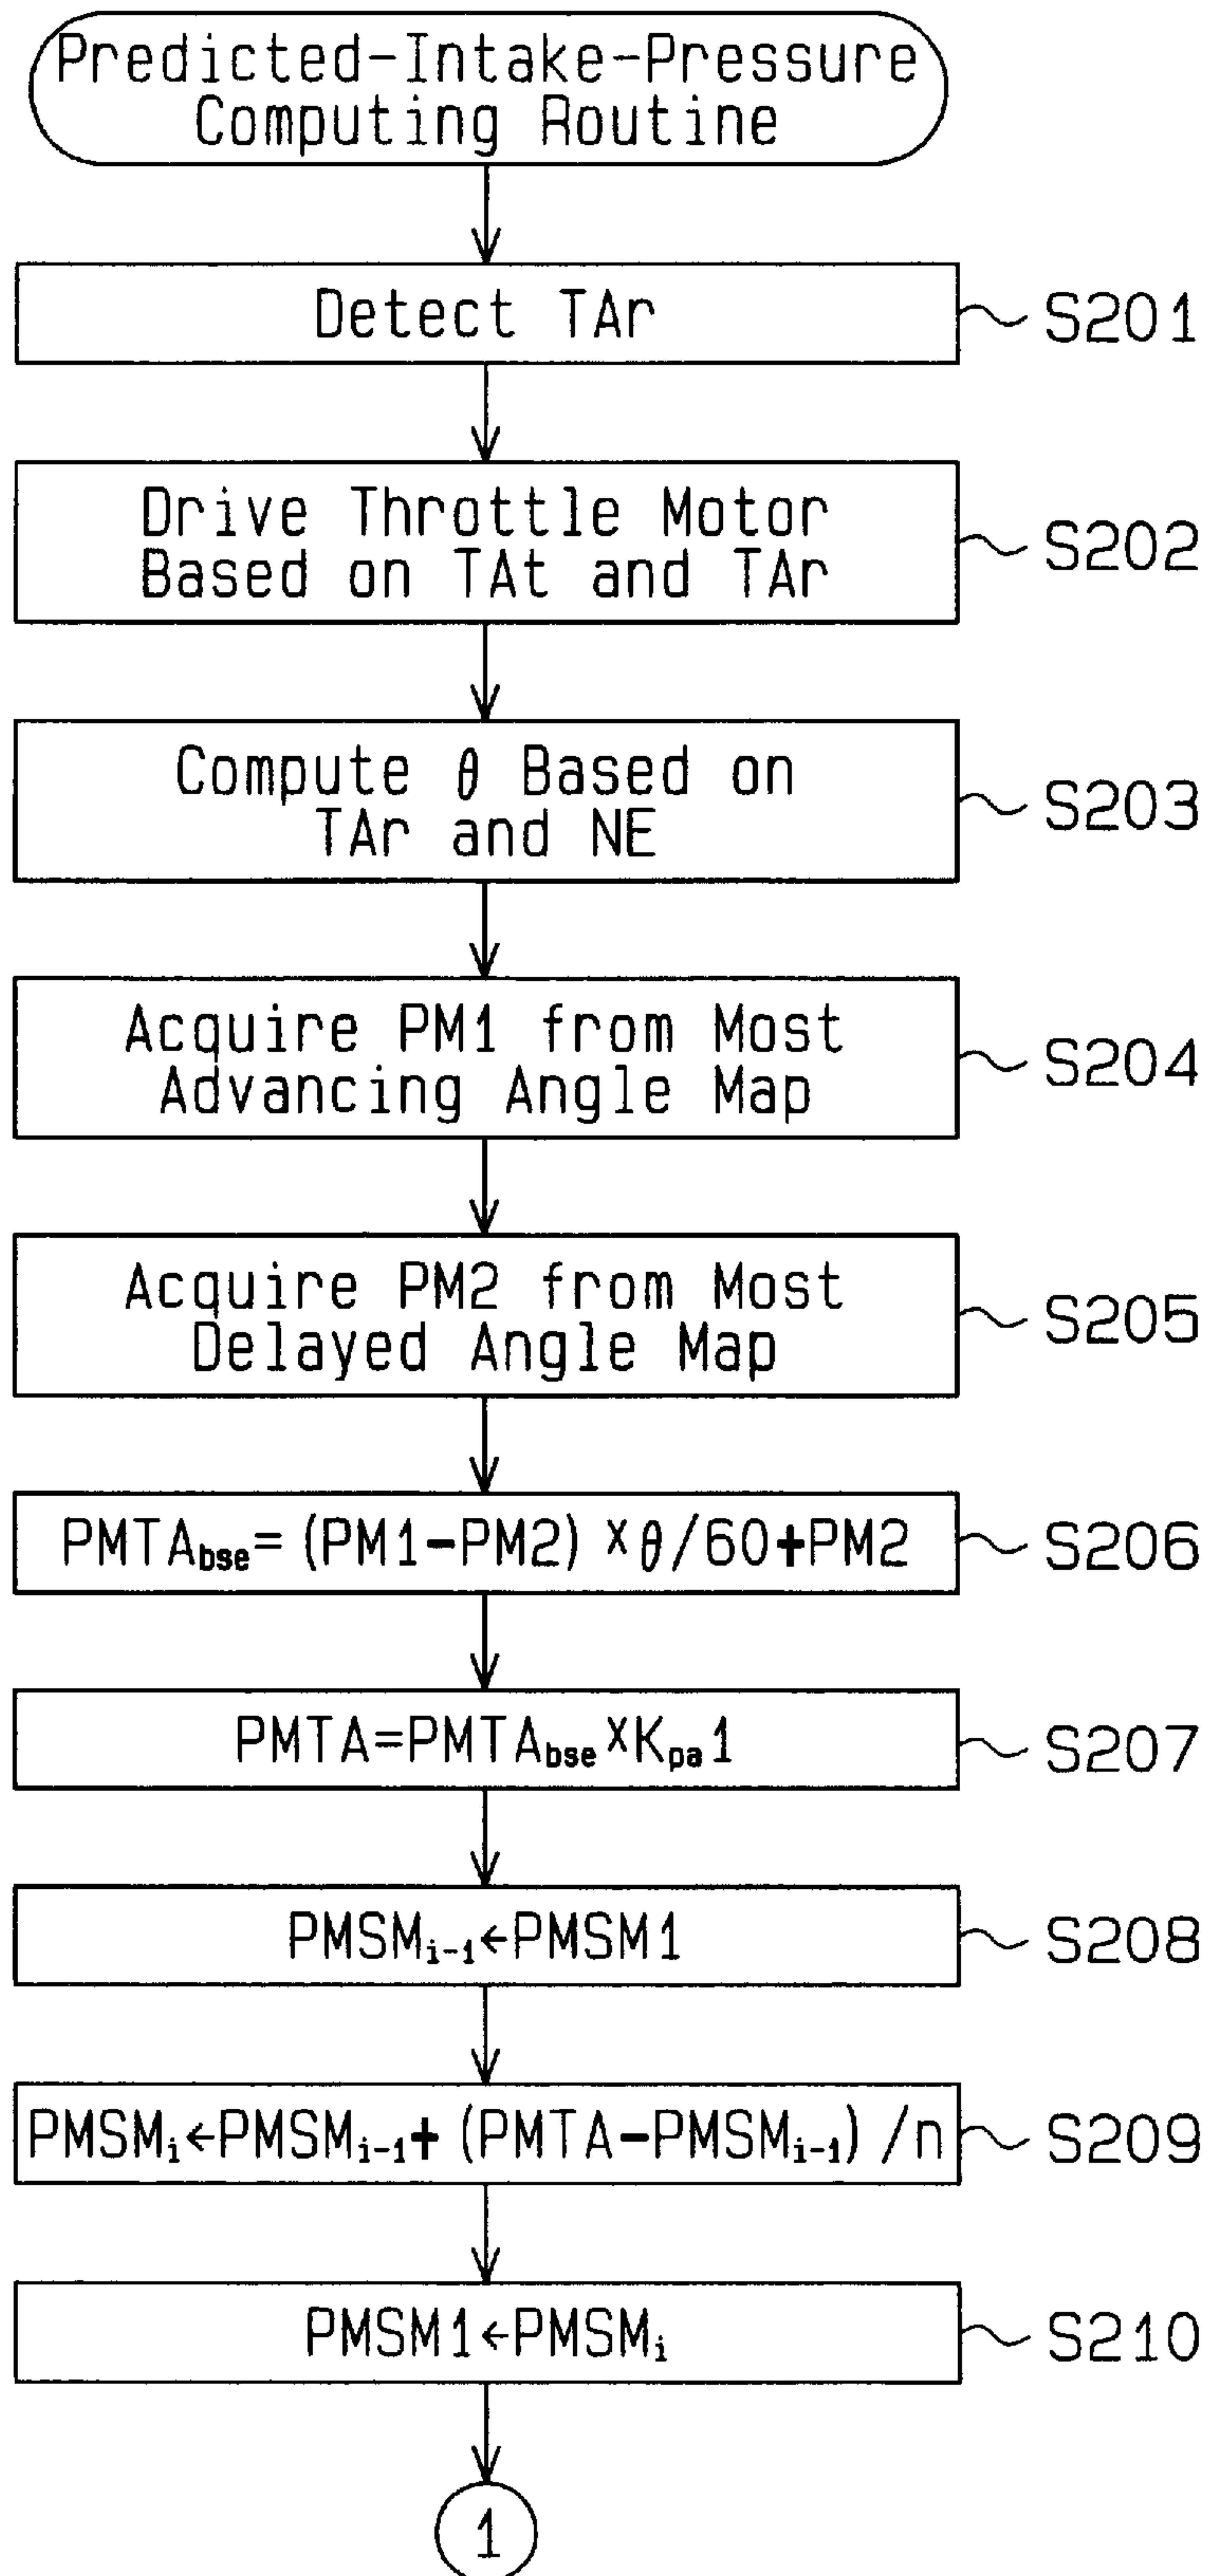 Predicted-Intake-Pressure
Computing Routine
Detect TAr
S201
Drive Throttle Motor
Based on TAt and TAr
S202
Compute θ Based on
TAr and NE
S203
Acquire PM1 from Most
Advancing Angle Map
S204
Acquire PM2 from Most
Delayed Angle Map
S205
PMTAbse=(PM1-PM2)×θ/60+PM2
S206
PMTA=PMTAbse×Kpa1
S207
PMSMi-1←PMSM1
S208
PMSMi←PMSMi-1+(PMTA-PMSMi-1)/n
S209
PMSM1←PMSMi
S210
1